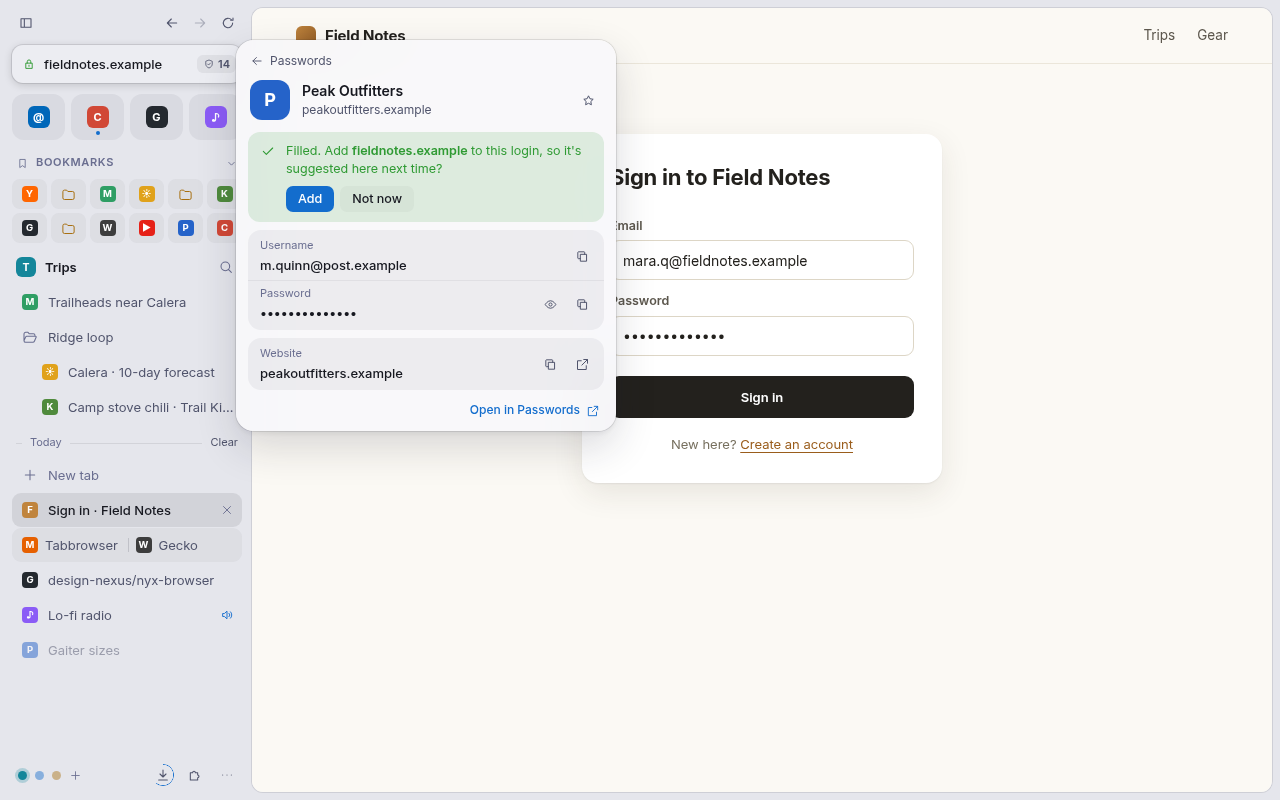 fieldnotes.example
14
@
C
G
BOOKMARKS
Y
M
K
G
W
P
C
T
Trips
M
Trailheads near Calera
Ridge loop
Calera · 10-day forecast
K
Camp stove chili · Trail Ki...
Today
Clear
New tab
F
Sign in · Field Notes
M
Tabbrowser
W
Gecko
G
design-nexus/nyx-browser
Lo-fi radio
P
Gaiter sizes
Passwords
P
Peak Outfitters
peakoutfitters.example
Filled. Add fieldnotes.example to this login, so it's
suggested here next time?
Add
Not now
Username
m.quinn@post.example
Password
••••••••••••••
Website
peakoutfitters.example
Open in Passwords
Field Notes
Trips
Gear
Sign in to Field Notes
Email
mara.q@fieldnotes.example
Password
•••••••••••••
Sign in
New here? Create an account